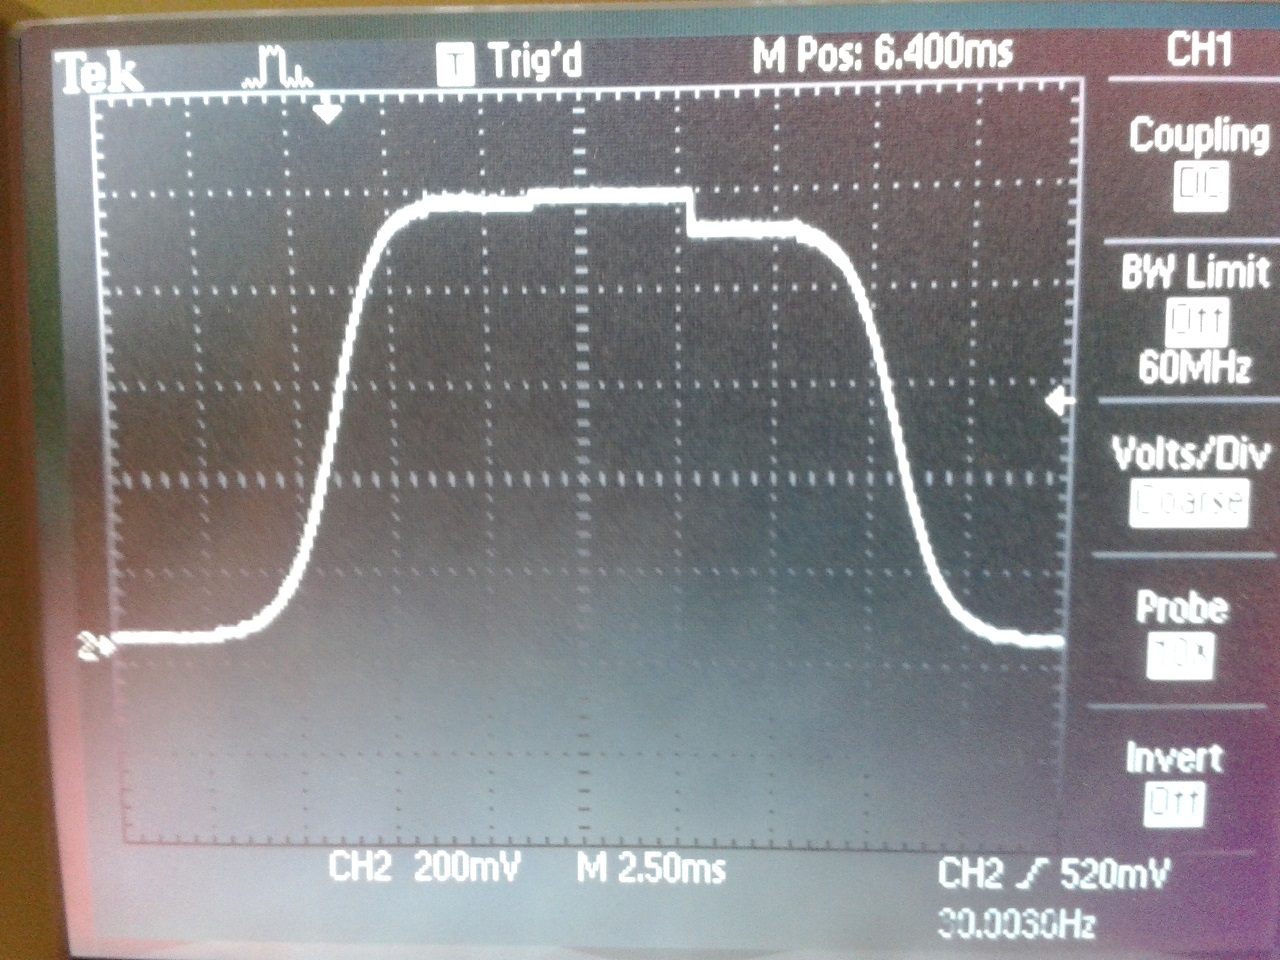 Tek T Trig'd M Pos: 6.400ms CH1
Coupling
DC
BW Limit
Off
60MHz
Volts/Div
Coarse
Probe
10X
Invert
Off
2
CH2 200mV M 2.50ms CH2 520mV
30.0030Hz